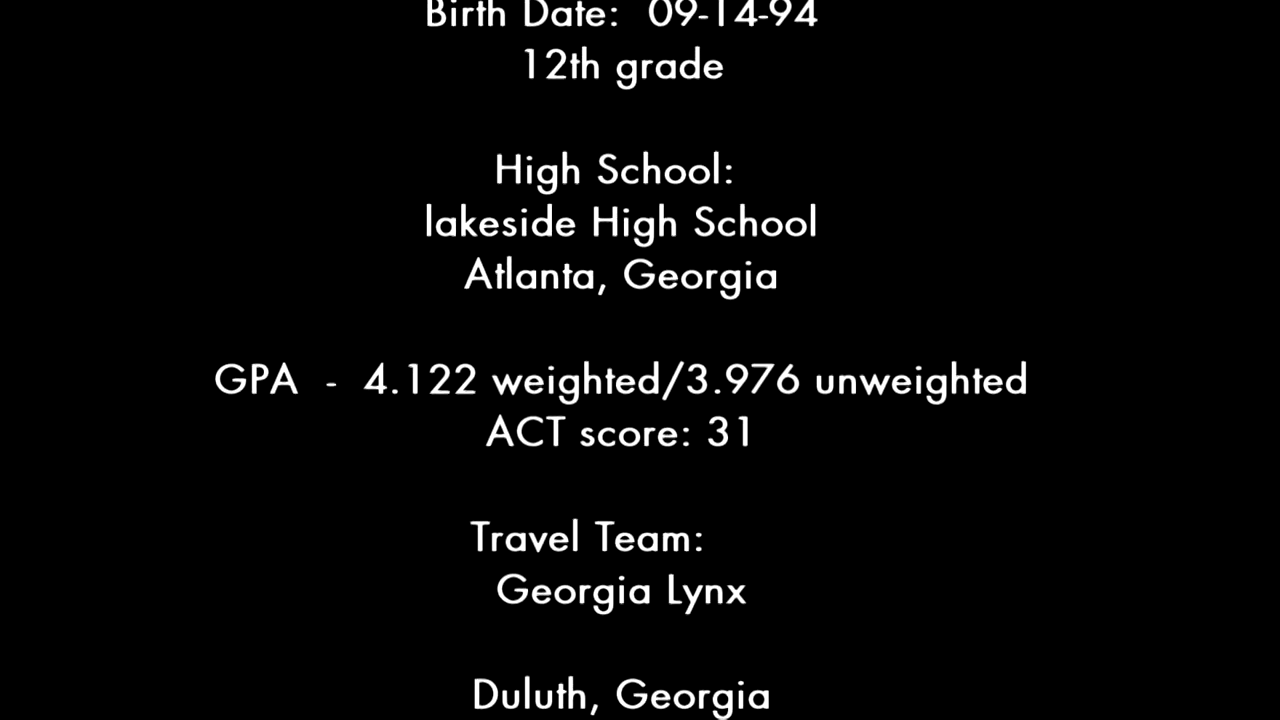 Birth Date: 09-14-94
12th grade
High School:
lakeside High School
Atlanta, Georgia
GPA - 4.122 weighted/3.976 unweighted
ACT score: 31
Travel Team:
Georgia Lynx
Duluth, Georgia